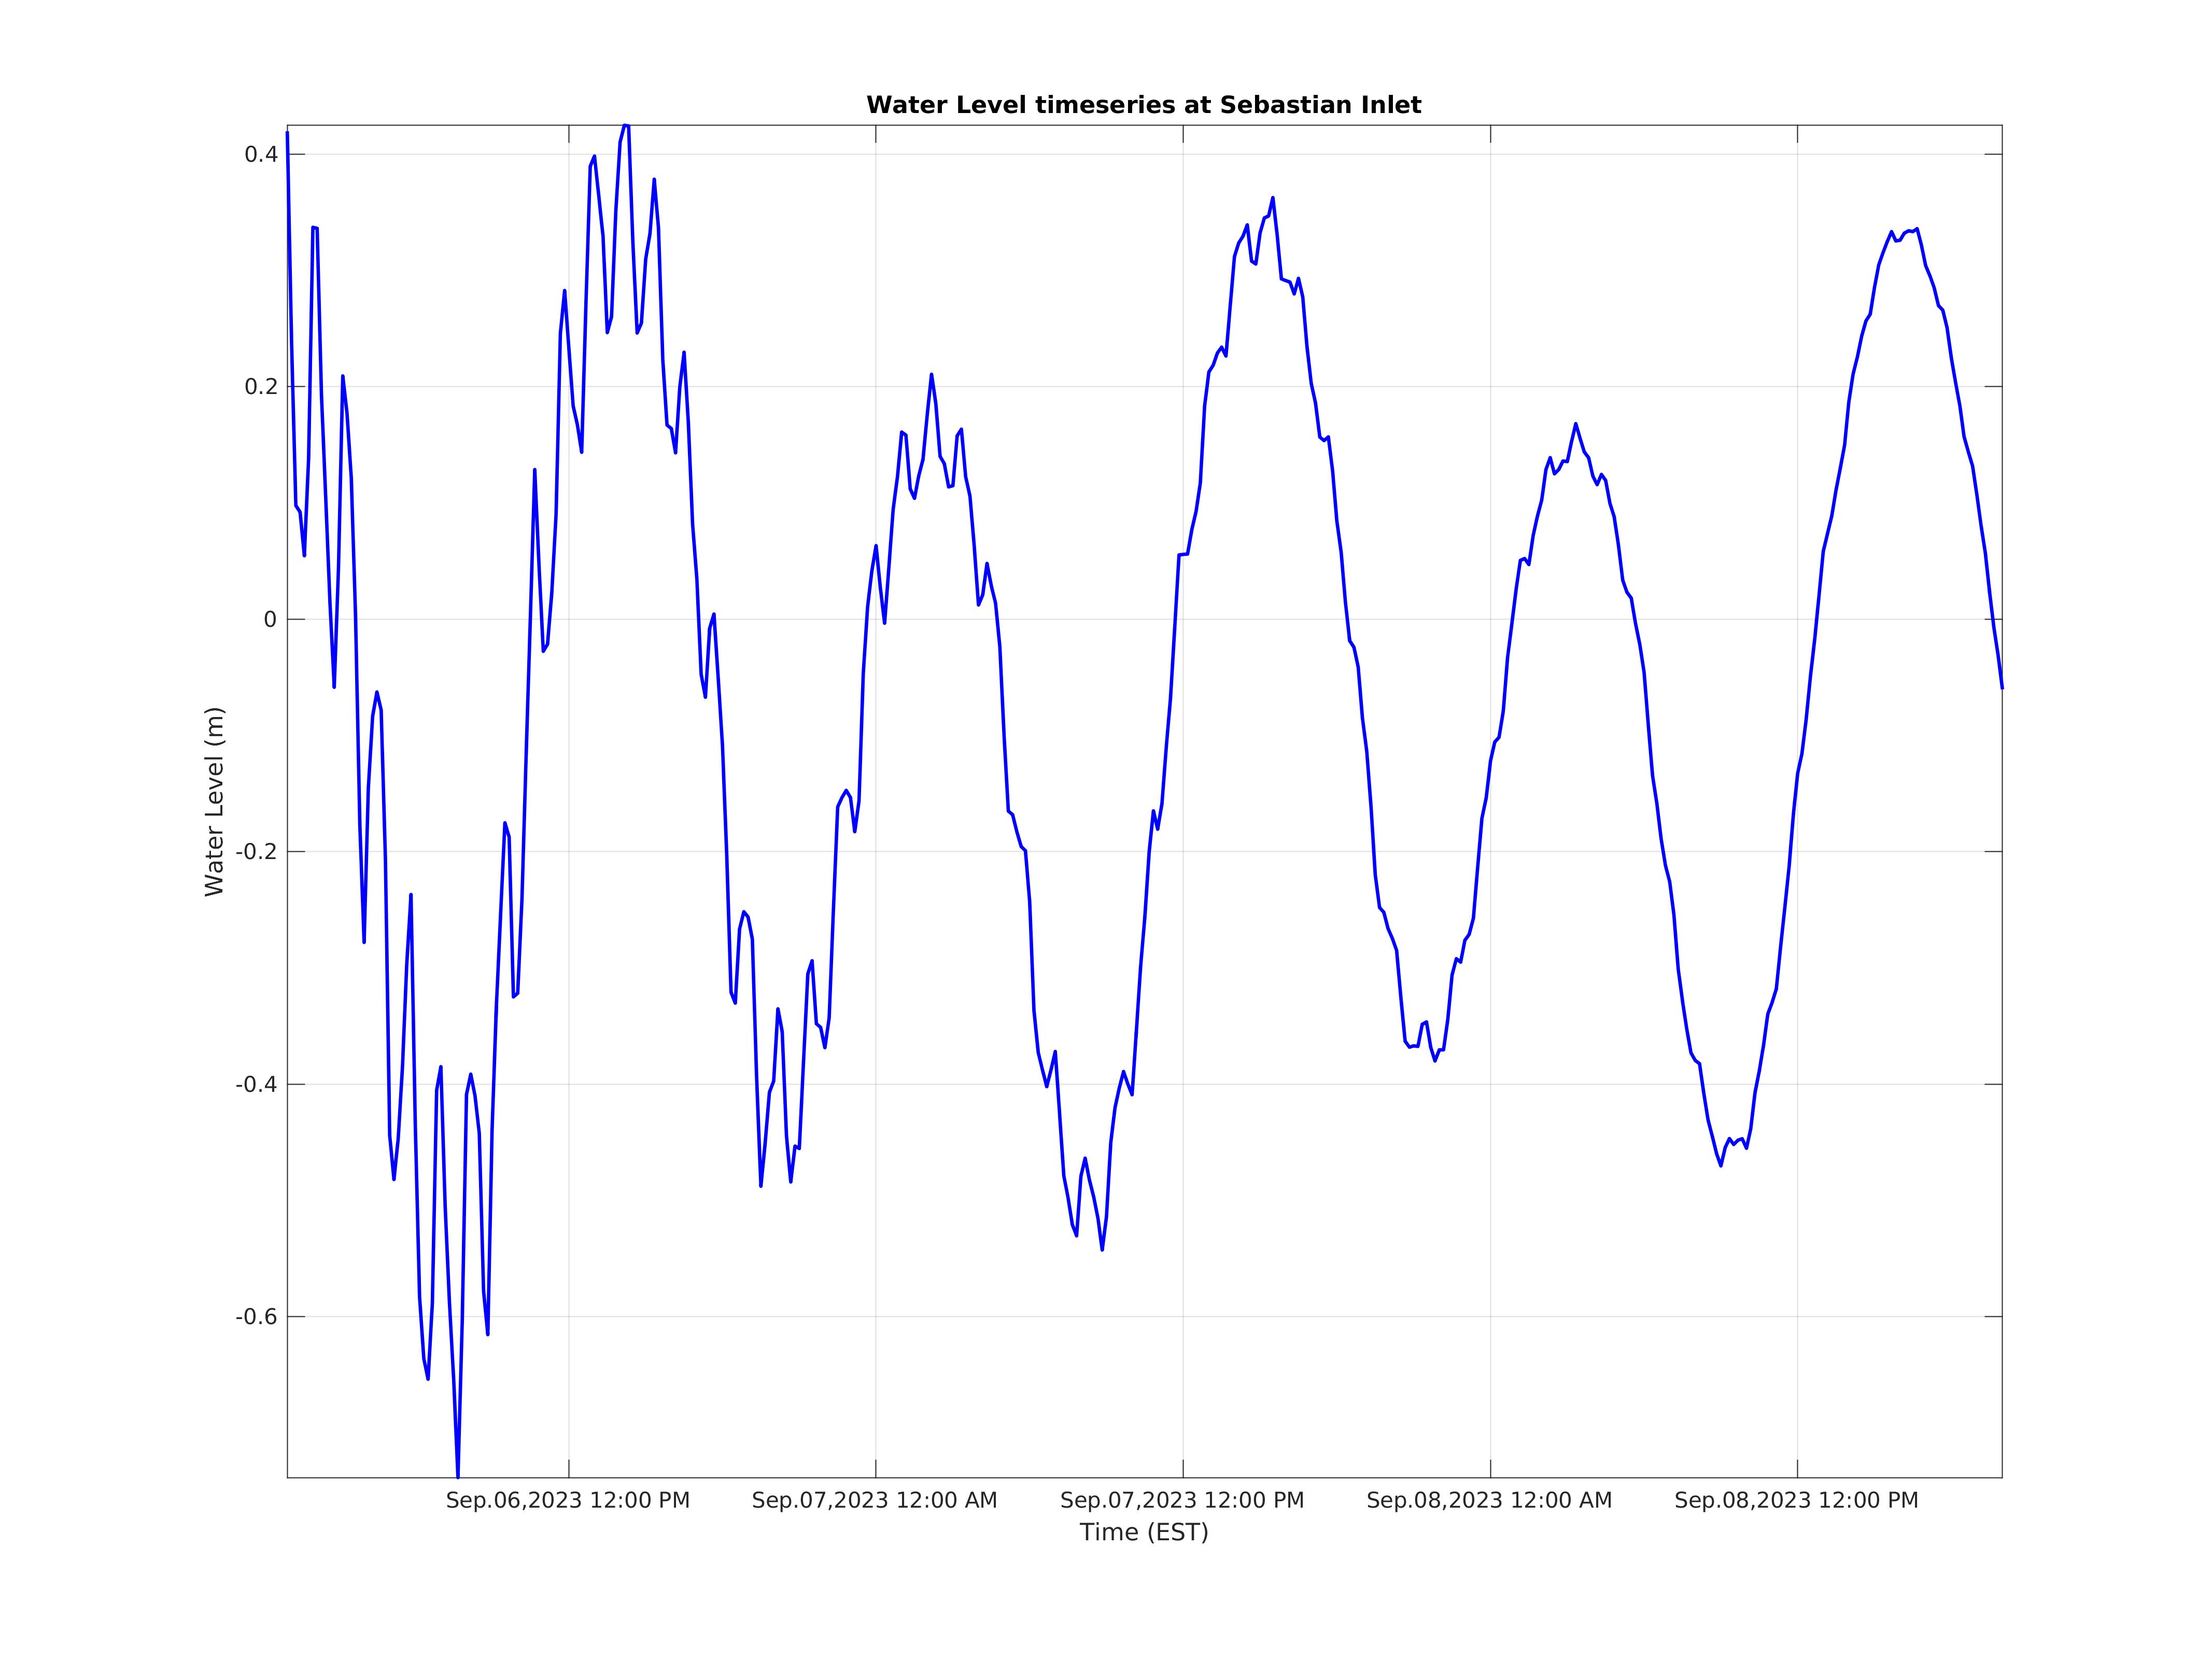 Water Level timeseries at Sebastian Inlet
0.4
0.2
0
-0.2
-0.4
-0.6
Water Level (m)
Sep.06,2023 12:00 PM
Sep.07,2023 12:00 AM
Sep.07,2023 12:00 PM
Sep.08,2023 12:00 AM
Sep.08,2023 12:00 PM
Time (EST)